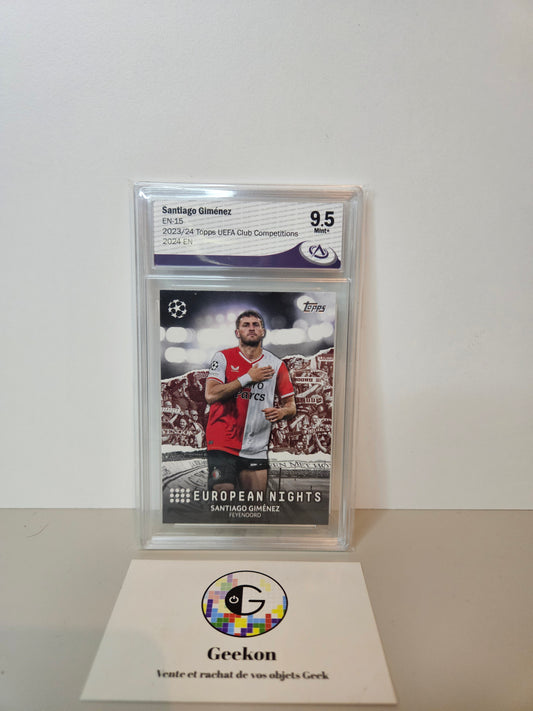 Santiago Giménez
EN-15
2023/24 Topps UEFA Club Competitions
2024 EN
9.5
Mint+
Topps
EUROPEAN NIGHTS
SANTIAGO GIMÉNEZ
FEYENOORD
G
Geekon
Vente et rachat de vos objets Geek